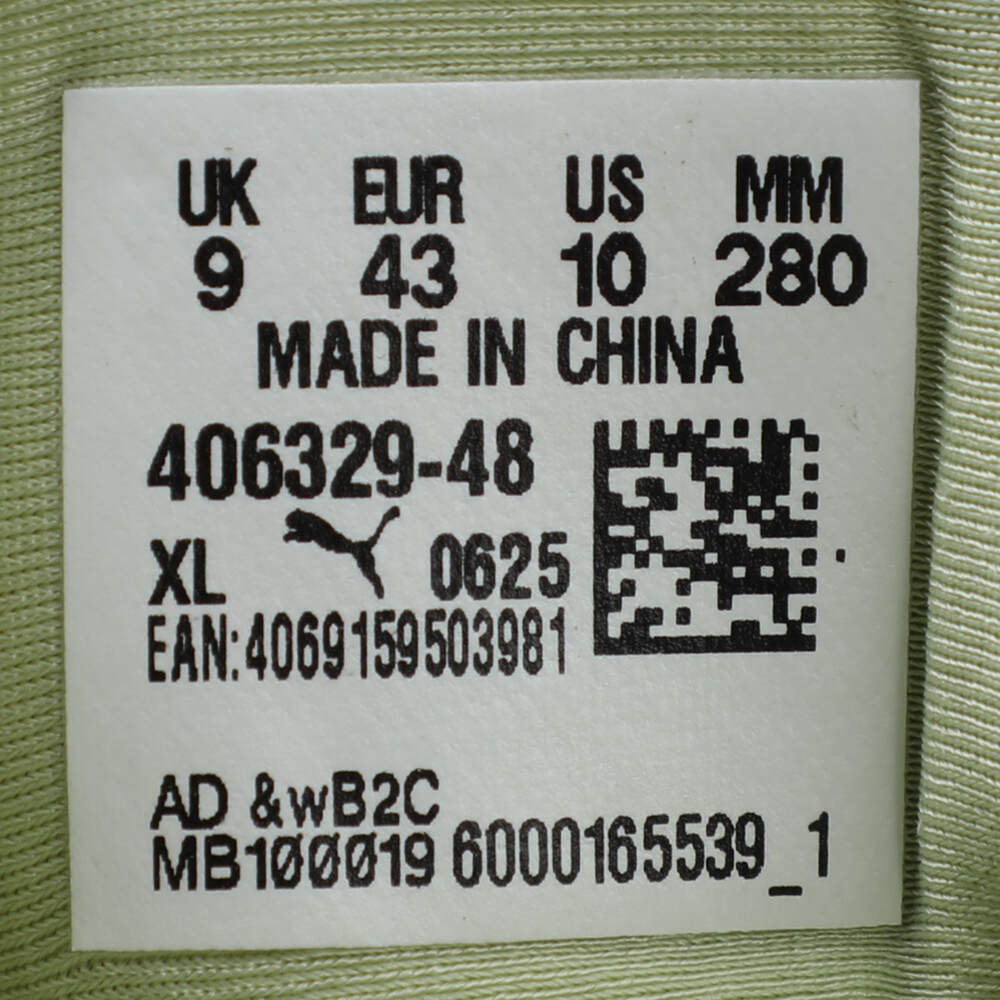 UK EUR US MM
9 43 10 280
MADE IN CHINA
406329-48
XL 0625
EAN:4069159503981
AD &wB2C
MB100019 6000165539_1